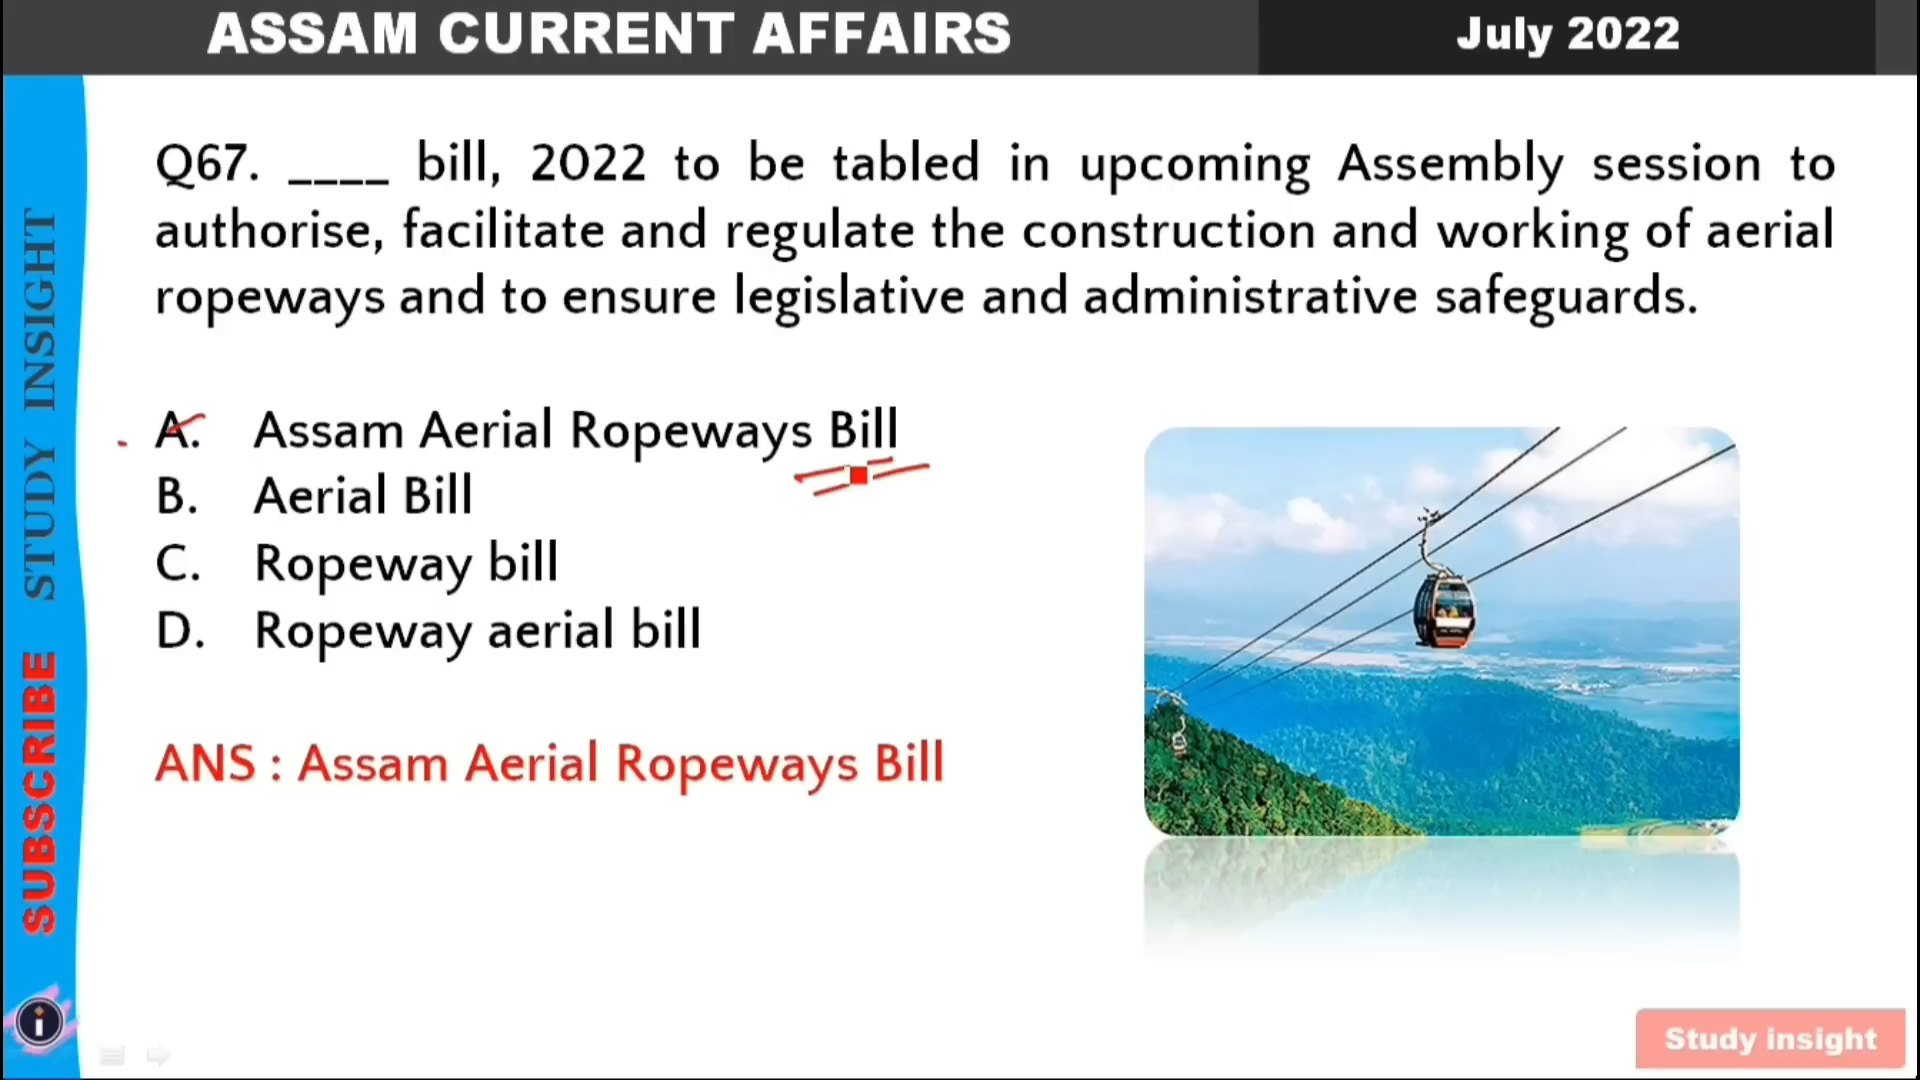 ASSAM CURRENT AFFAIRS
July 2022
Q67. ____ bill, 2022 to be tabled in upcoming Assembly session to
authorise, facilitate and regulate the construction and working of aerial
ropeways and to ensure legislative and administrative safeguards.
A. Assam Aerial Ropeways Bill
B. Aerial Bill
C. Ropeway bill
D. Ropeway aerial bill
ANS : Assam Aerial Ropeways Bill
SUBSCRIBE STUDY INSIGHT
i
Study insight